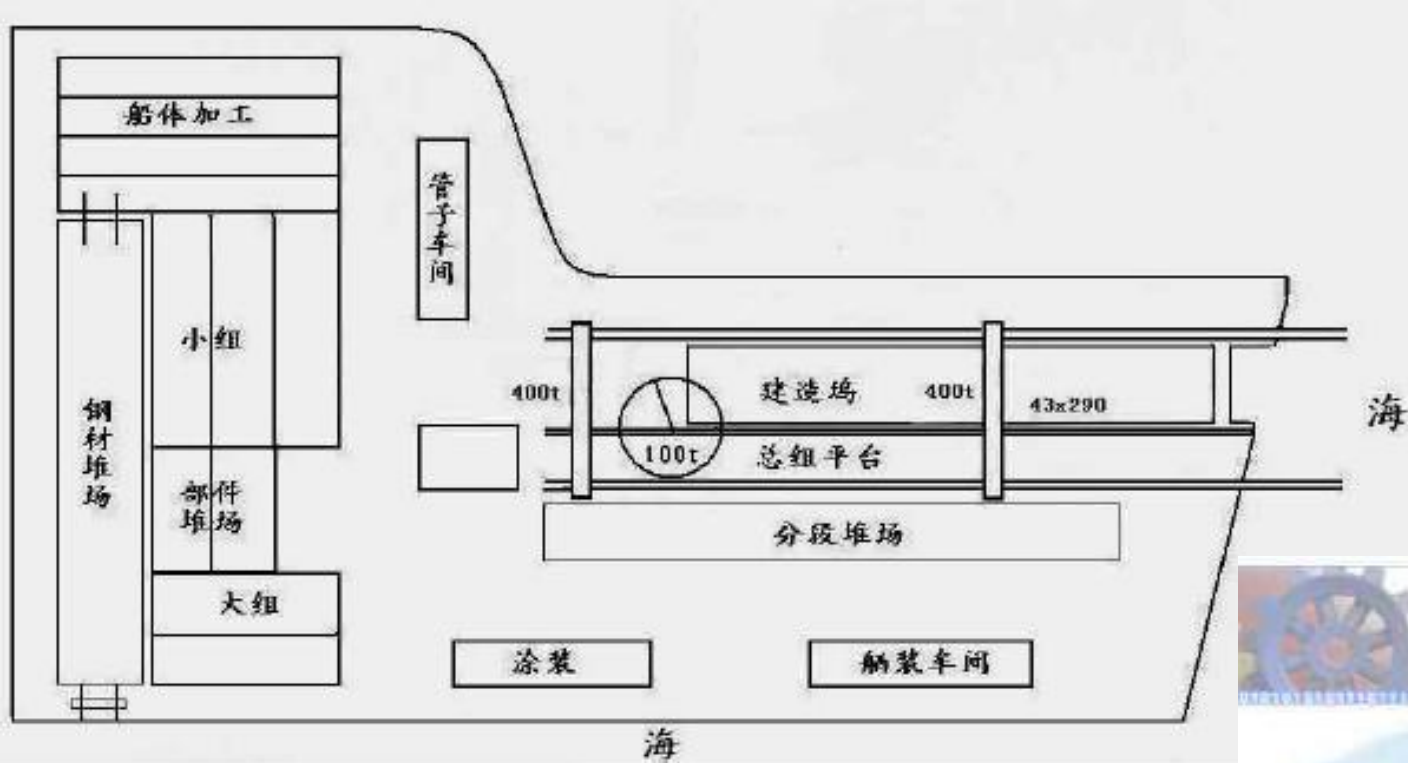 船体加工
管子车间
小组
400t
建造坞
400t
43x290
海
钢材堆场
100t
总组平台
部件
堆场
分段堆场
大组
涂装
舾装车间
海